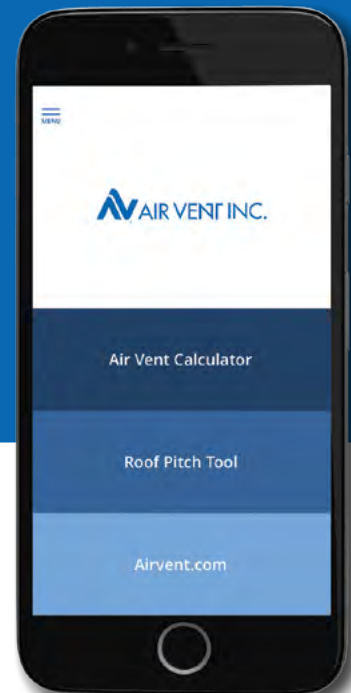 MENU
AIR VENT INC.
Air Vent Calculator
Roof Pitch Tool
Airvent.com